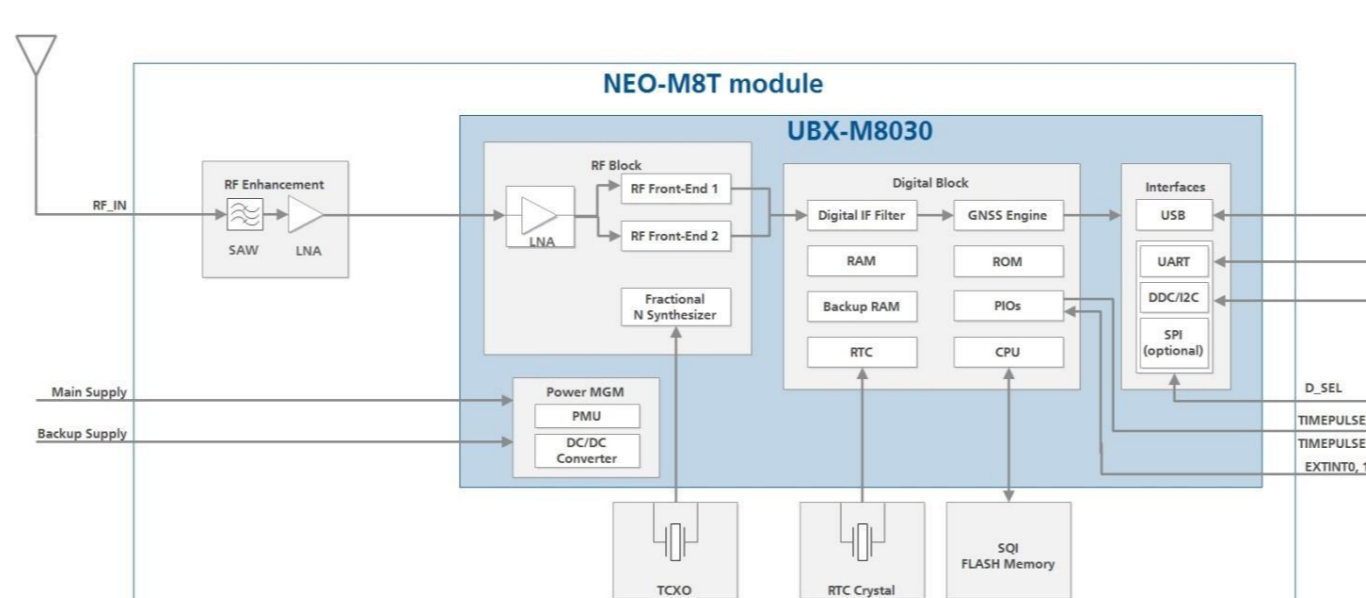 NEO-M8T module
UBX-M8030
RF_IN
RF Enhancement
SAW
LNA
RF Block
LNA
RF Front-End 1
RF Front-End 2
Fractional
N Synthesizer
Digital Block
Digital IF Filter
GNSS Engine
RAM
ROM
Backup RAM
PIOs
RTC
CPU
Interfaces
USB
UART
DDC/I2C
SPI
(optional)
Main Supply
Backup Supply
Power MGM
PMU
DC/DC
Converter
D_SEL
TIMEPULSE
TIMEPULSE
EXTINT0, 1
TCXO
RTC Crystal
SQI
FLASH Memory